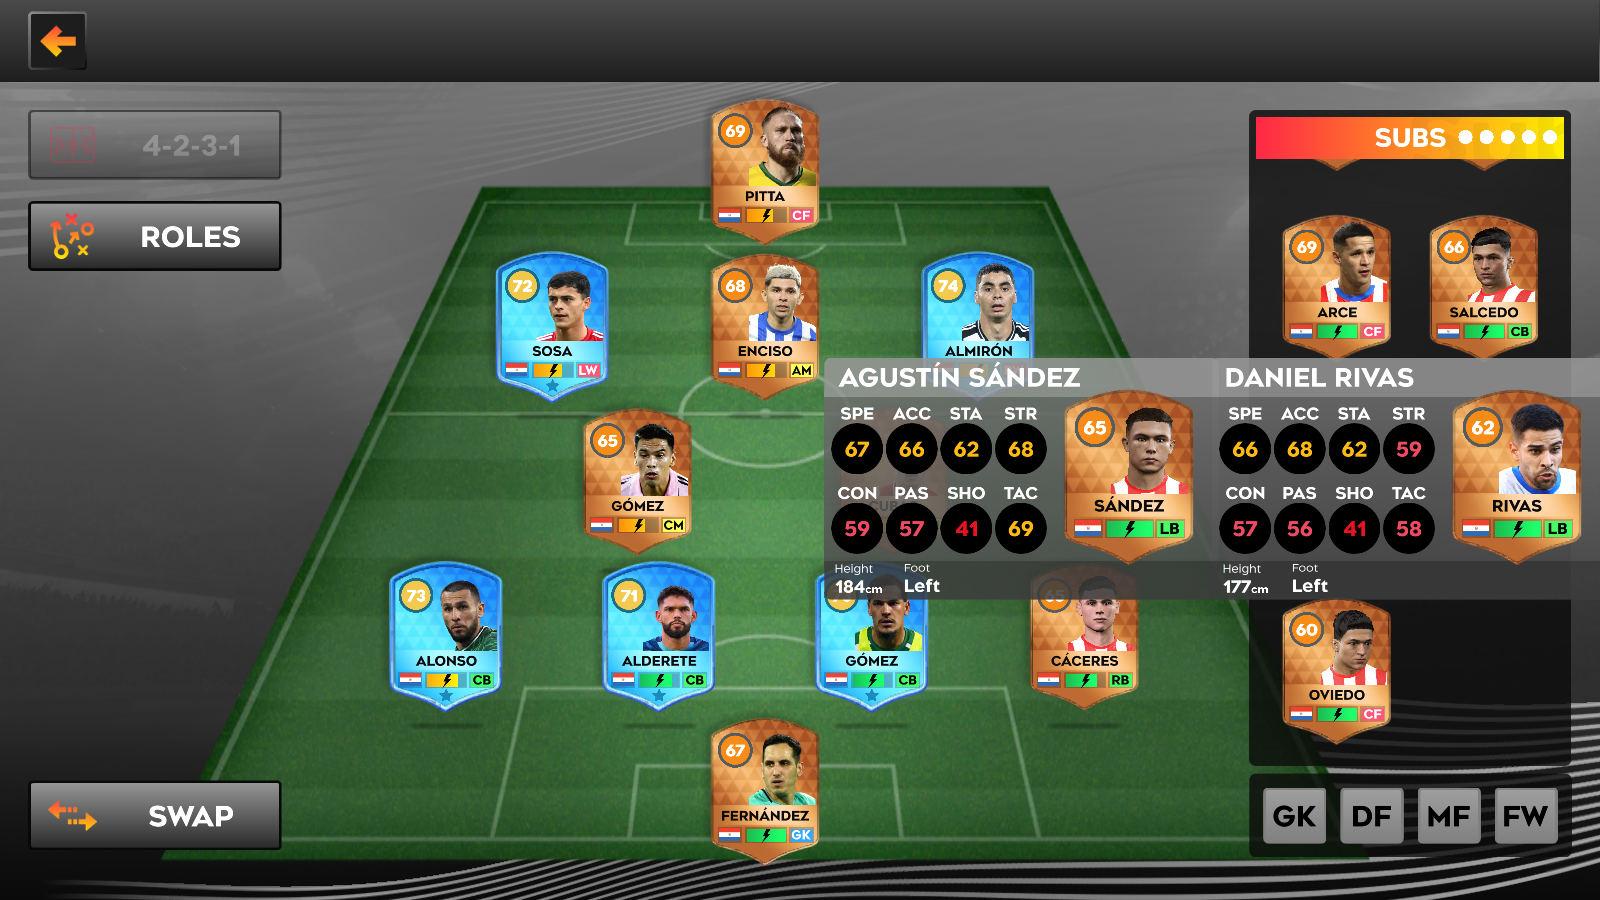 4-2-3-1
ROLES
SWAP
69
PITTA
CF
72
SOSA
LW
68
ENCISO
AM
74
ALMIRÓN
65
GÓMEZ
CM
73
ALONSO
CB
71
ALDERETE
CB
GÓMEZ
CB
65
CÁCERES
RB
67
FERNÁNDEZ
GK
AGUSTÍN SÁNDEZ
SPE ACC STA STR
67 66 62 68
CON PAS SHO TAC
59 57 41 69
Height Foot
184cm Left
65
SÁNDEZ
LB
DANIEL RIVAS
SPE ACC STA STR
66 68 62 59
CON PAS SHO TAC
57 56 41 58
Height Foot
177cm Left
62
RIVAS
LB
SUBS
69
ARCE
CF
66
SALCEDO
CB
60
OVIEDO
CF
GK DF MF FW